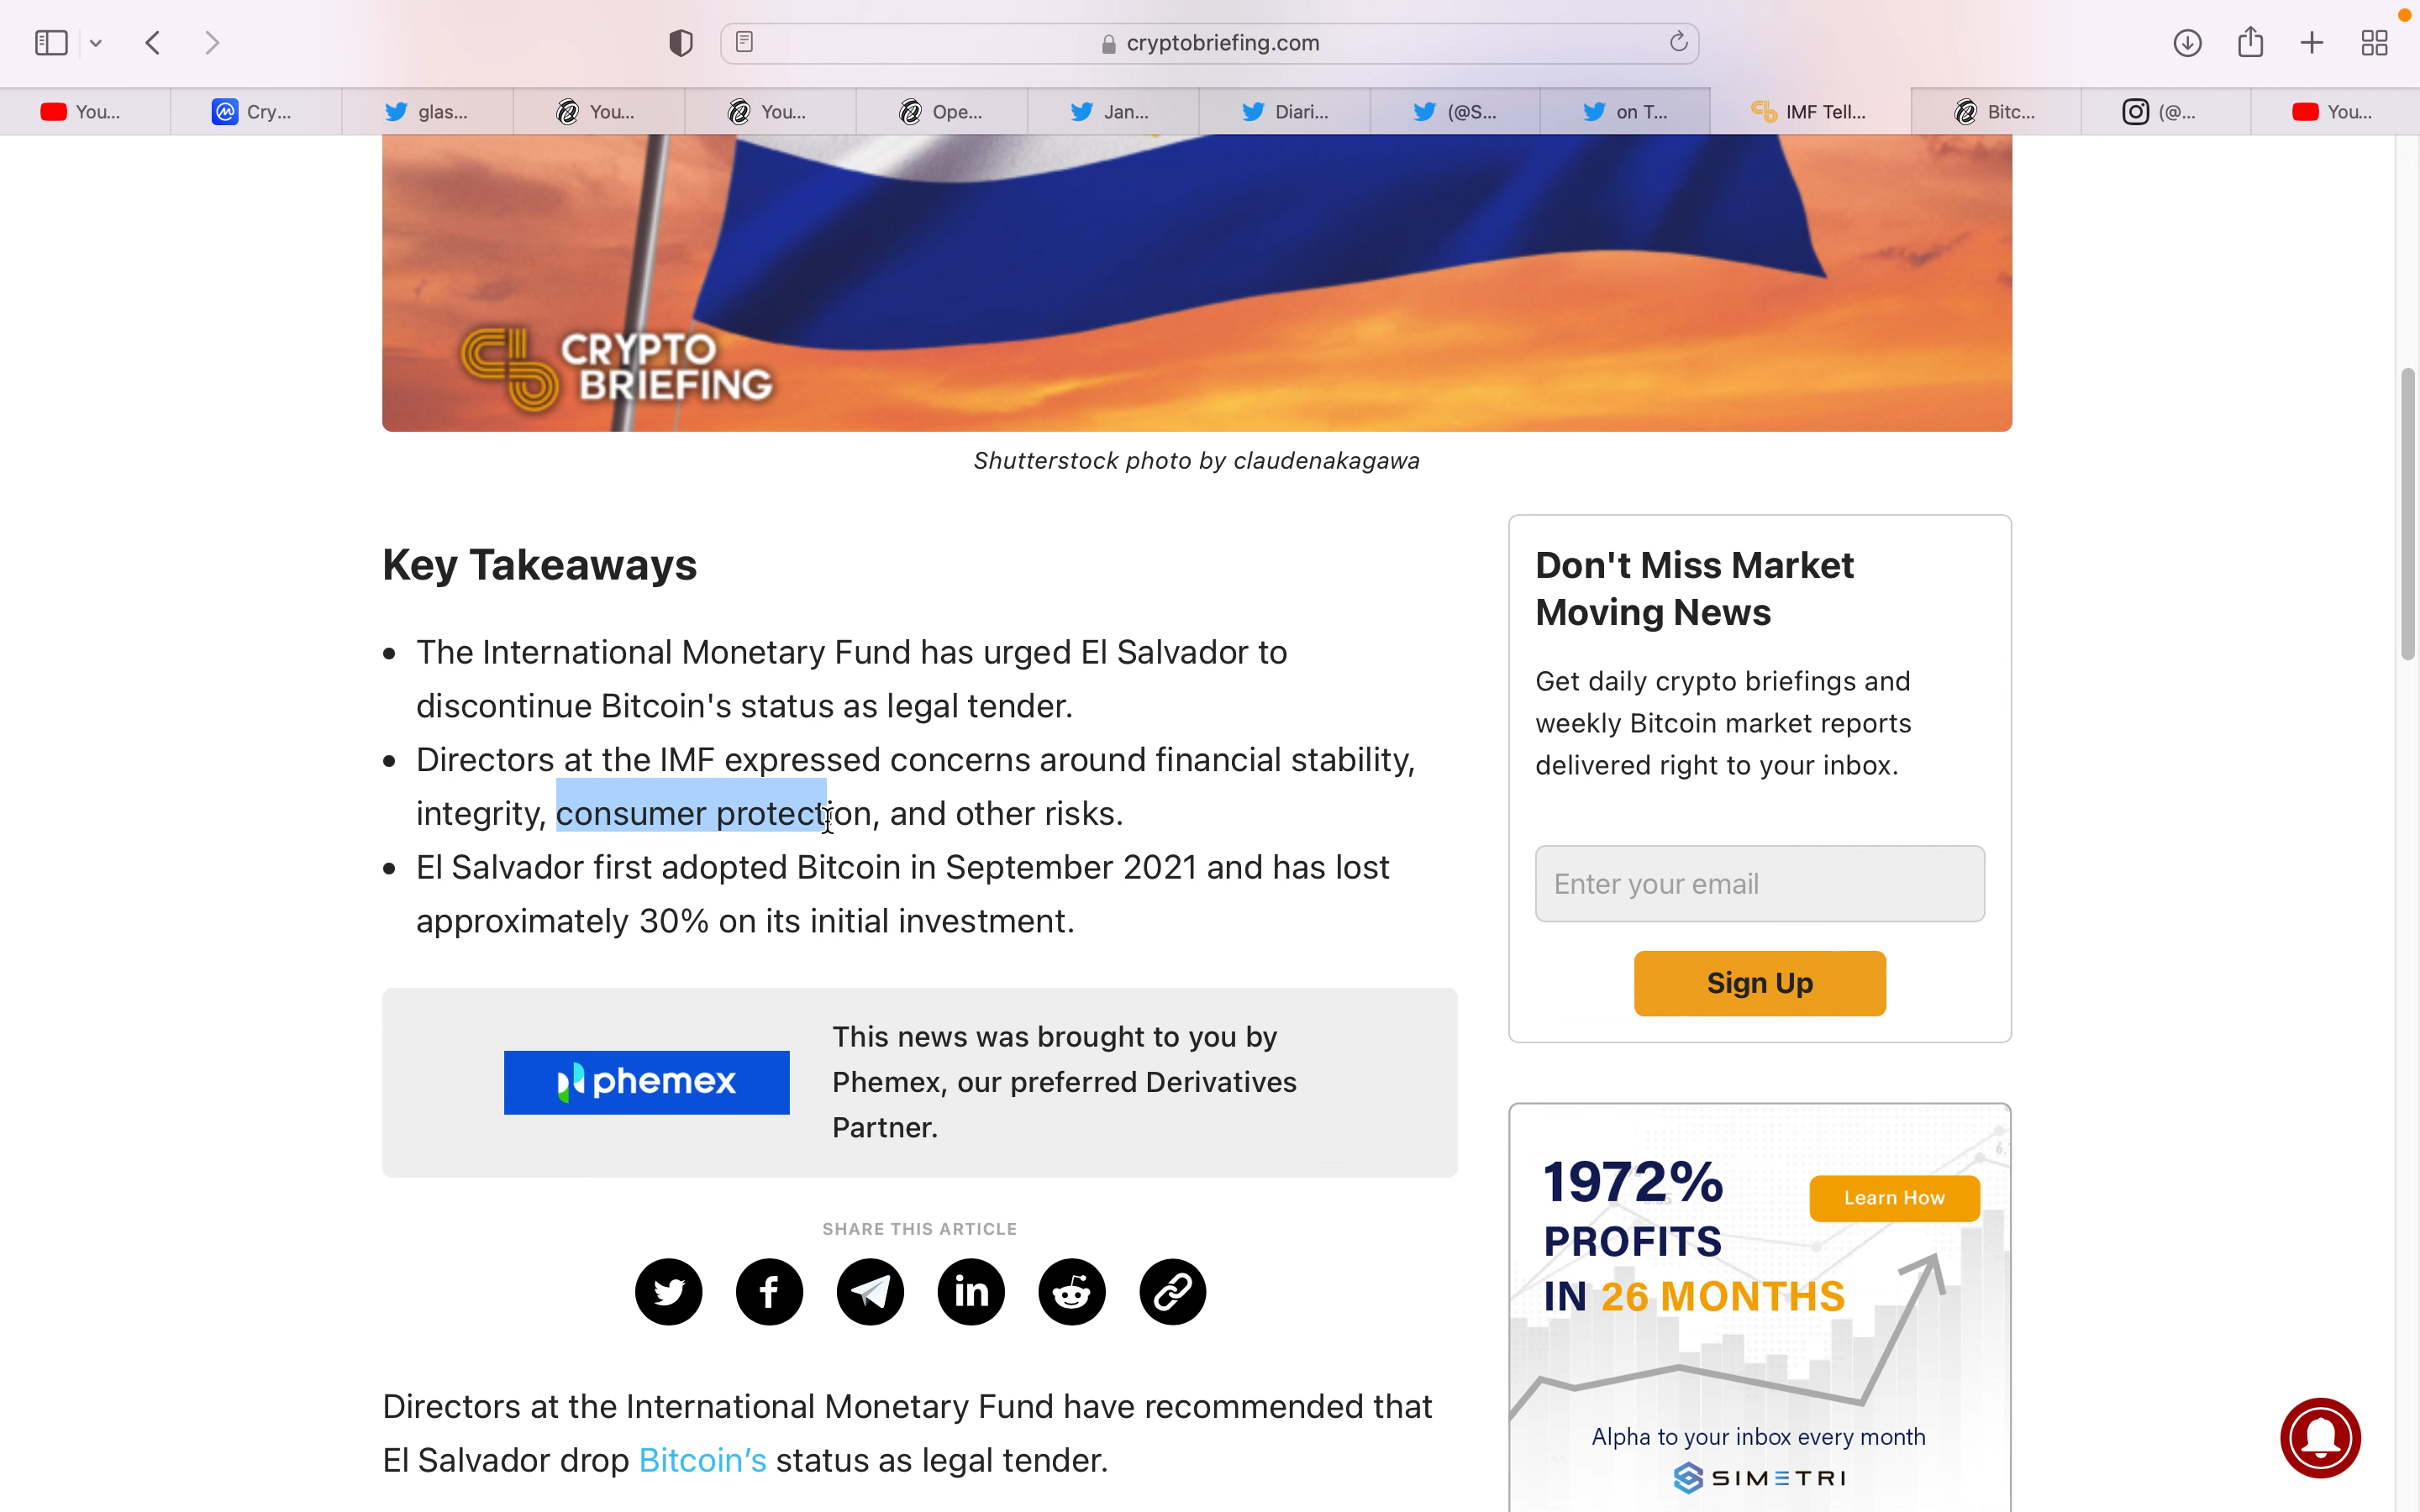 cryptobriefing.com
You...
Cry...
glas...
You...
You...
Ope...
Jan...
Diari...
(@S...
on T...
IMF Tell...
Bitc...
(@...
You...
CRYPTO
BRIEFING
Shutterstock photo by claudenakagawa
Key Takeaways
The International Monetary Fund has urged El Salvador to
discontinue Bitcoin's status as legal tender.
Directors at the IMF expressed concerns around financial stability,
integrity, consumer protection, and other risks.
El Salvador first adopted Bitcoin in September 2021 and has lost
approximately 30% on its initial investment.
phemex
This news was brought to you by
Phemex, our preferred Derivatives
Partner.
SHARE THIS ARTICLE
Directors at the International Monetary Fund have recommended that
El Salvador drop Bitcoin’s status as legal tender.
Don't Miss Market
Moving News
Get daily crypto briefings and
weekly Bitcoin market reports
delivered right to your inbox.
Enter your email
Sign Up
1972%
PROFITS
IN 26 MONTHS
Learn How
Alpha to your inbox every month
SIMETRI